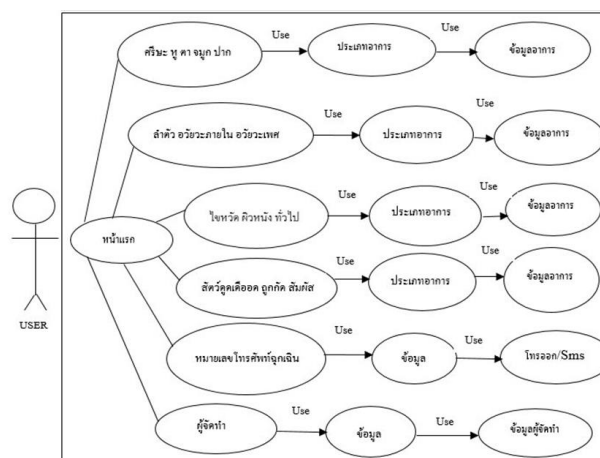 ศรีษะ หู ตา จมูก ปาก Use ประเภทอาการ Use ข้อมูลอาการ
ลำตัว อวัยวะภายใน อวัยวะเพศ Use ประเภทอาการ Use ข้อมูลอาการ
ไขหวัด ผิวหนัง ทั่วไป Use ประเภทอาการ Use ข้อมูลอาการ
หน้าแรก
สัตว์ดูดเดืออด ถูกกัด สัมผัส Use ประเภทอาการ Use ข้อมูลอาการ
USER
หมายเลขโทรศัพท์ฉุกเฉิน Use ข้อมูล Use โทรออก/Sms
ผู้จัดทำ Use ข้อมูล Use ข้อมูลผู้จัดทำ